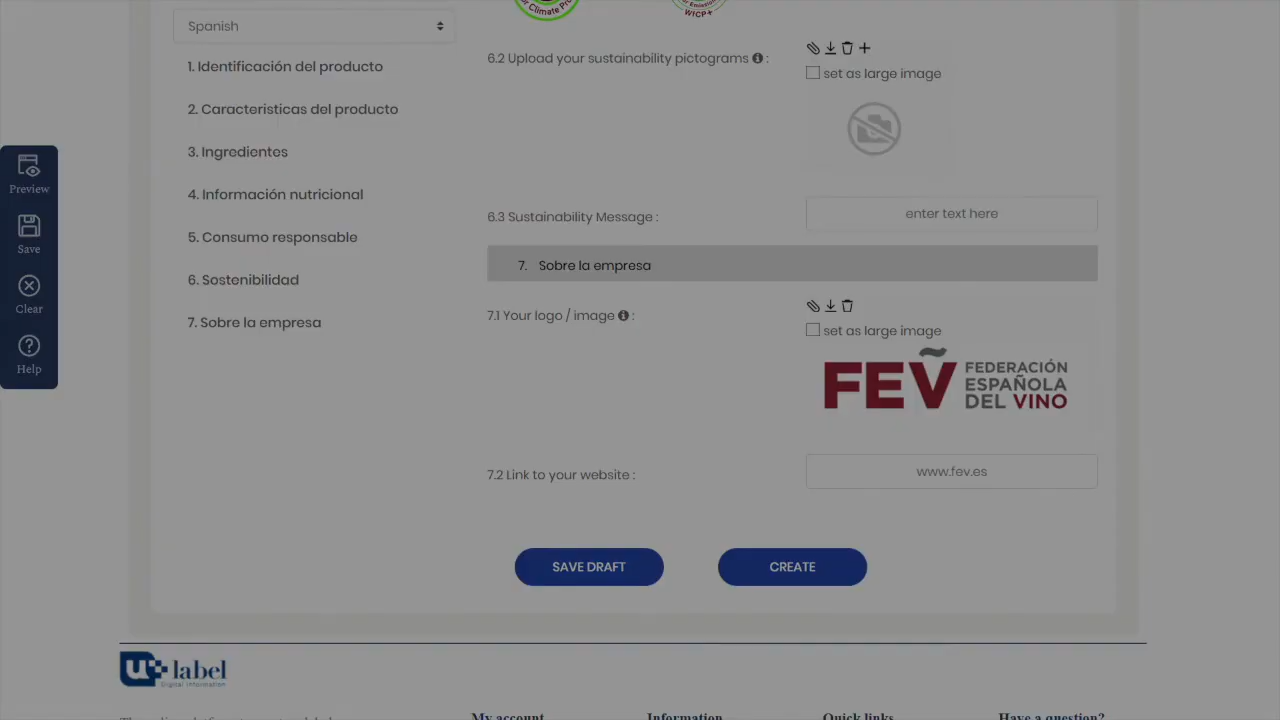 Spanish
1. Identificación del producto
2. Caracteristicas del producto
3. Ingredientes
4. Información nutricional
5. Consumo responsable
6. Sostenibilidad
7. Sobre la empresa
Preview
Save
Clear
Help
WfCP+
6.2 Upload your sustainability pictograms :
set as large image
6.3 Sustainability Message :
enter text here
7. Sobre la empresa
7.1 Your logo / image :
set as large image
FEV FEDERACIÓN
ESPAÑOLA
DEL VINO
7.2 Link to your website :
www.fev.es
SAVE DRAFT
CREATE
u label
Digital Information
My account
Information
Quick links
Have a question?